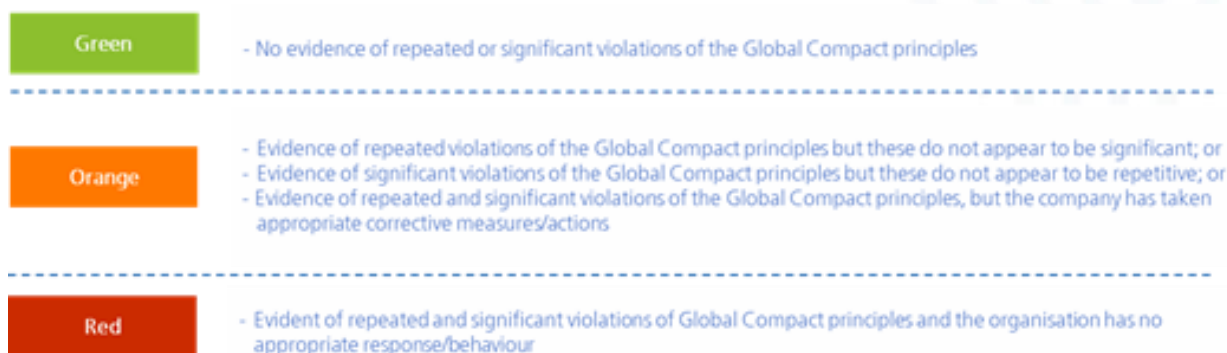 Green
- No evidence of repeated or significant violations of the Global Compact principles
Orange
- Evidence of repeated violations of the Global Compact principles but these do not appear to be significant; or
- Evidence of significant violations of the Global Compact principles but these do not appear to be repetitive; or
- Evidence of repeated and significant violations of the Global Compact principles, but the company has taken
appropriate corrective measures/actions
Red
- Evident of repeated and significant violations of Global Compact principles and the organisation has no
appropriate response/behaviour